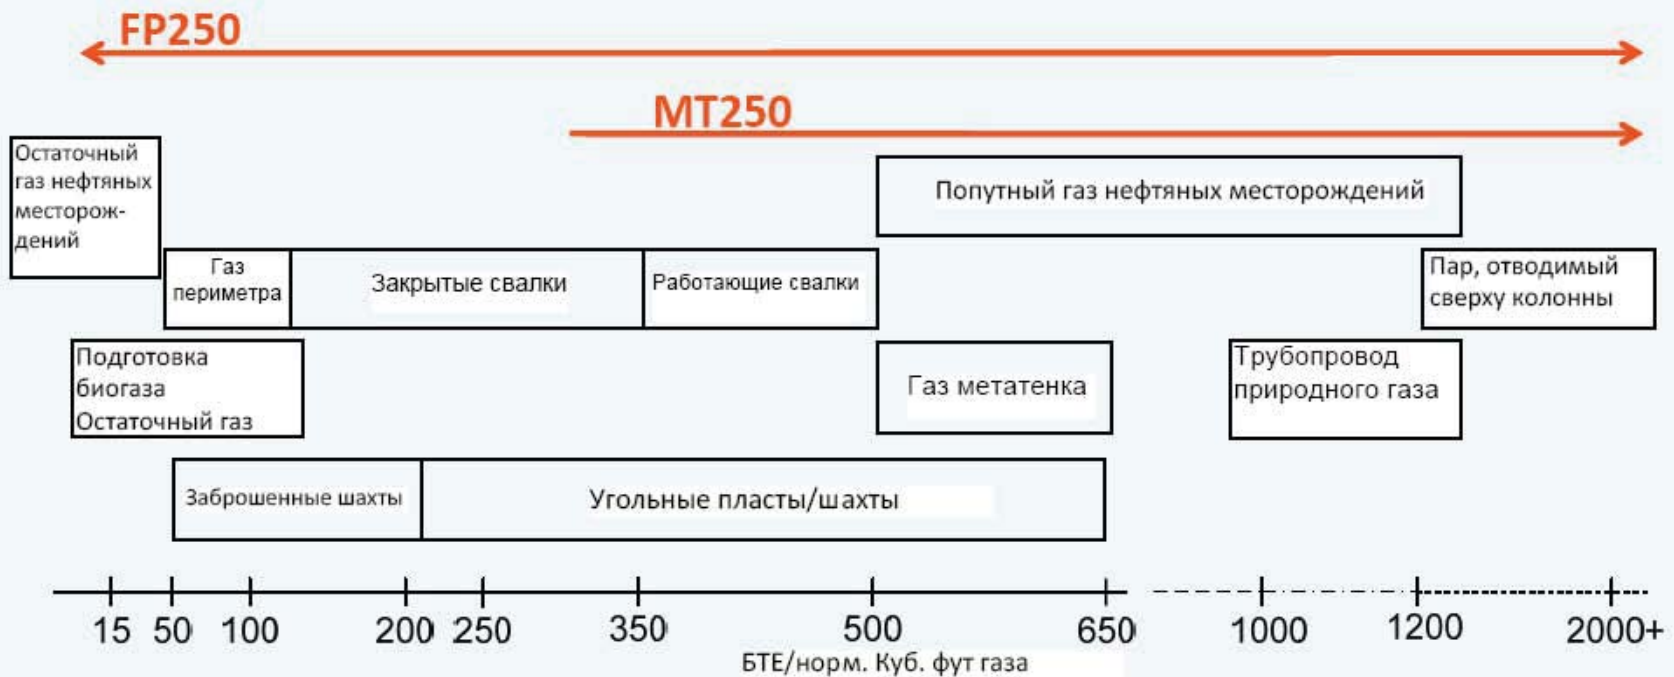 FP250
MT250
Остаточный
газ нефтяных
месторож-
дений
Попутный газ нефтяных месторождений
Газ
периметра
Закрытые свалки
Работающие свалки
Пар, отводимый
сверху колонны
Подготовка
биогаза
Остаточный газ
Газ метатенка
Трубопровод
природного газа
Заброшенные шахты
Угольные пласты/шахты
15 50 100 200 250 350 500 650 1000 1200 2000+
БТЕ/норм. Куб. фут газа